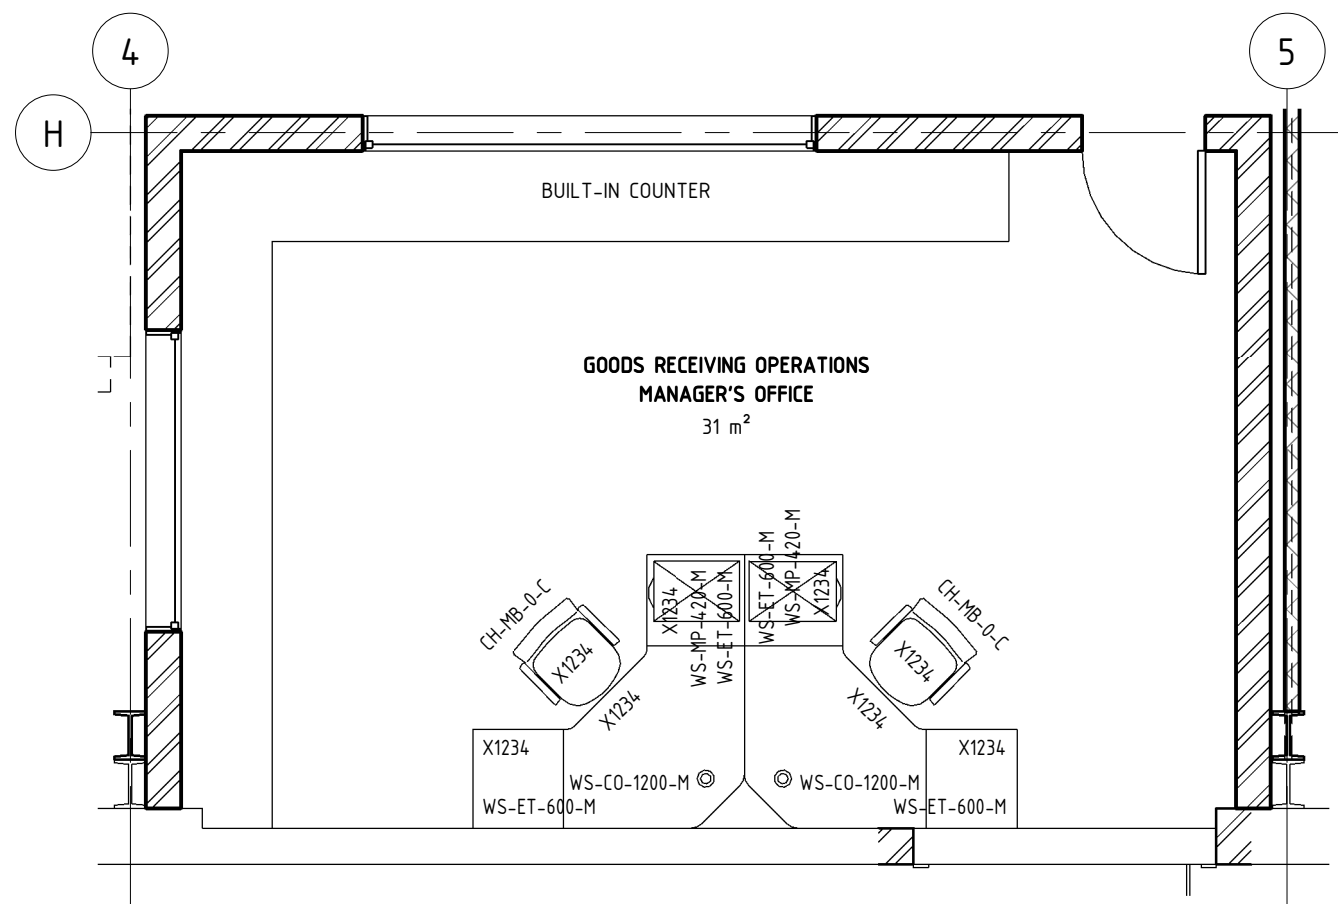 4
5
H
BUILT-IN COUNTER
GOODS RECEIVING OPERATIONS
MANAGER'S OFFICE
31 m²
CH-MB-0-C
X1234
X1234
X1234
WS-MP-420-M
WS-ET-600-M
WS-ET-600-M
WS-MP-420-M
X1234
CH-MB-0-C
X1234
X1234
X1234
WS-CO-1200-M
WS-ET-600-M
X1234
WS-CO-1200-M
WS-ET-600-M